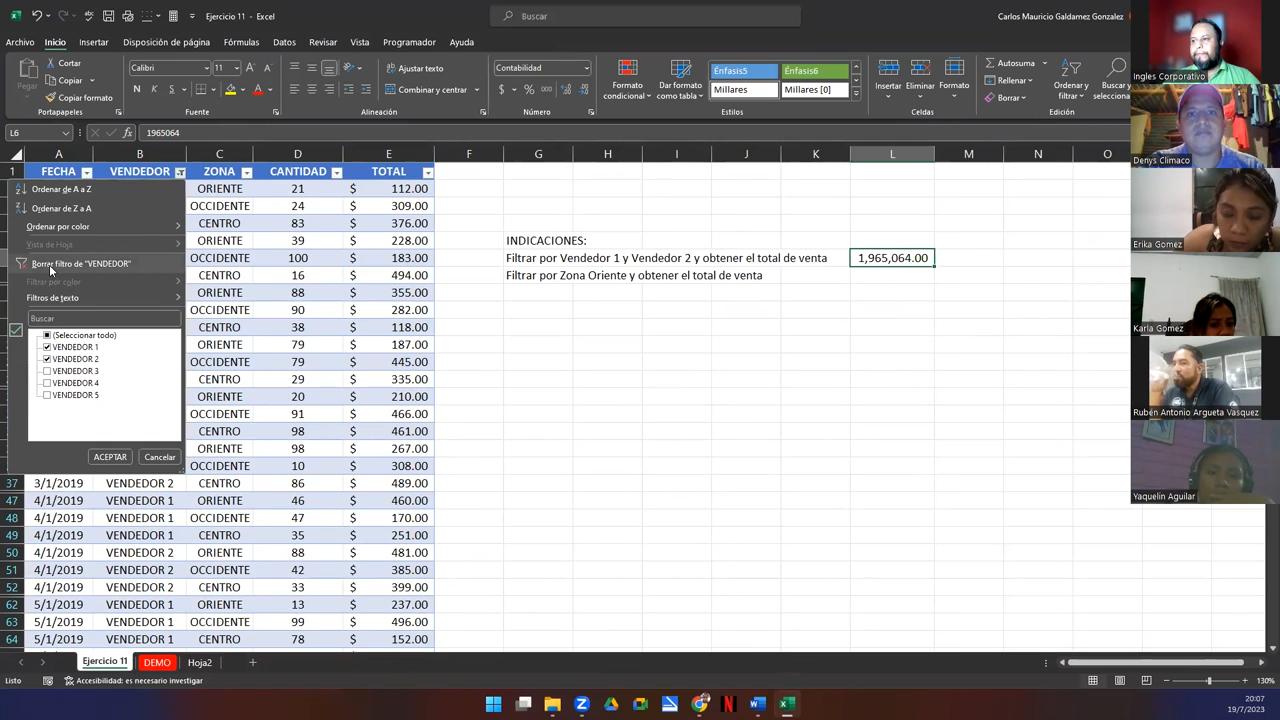 Ejercicio 11 - Excel
Buscar
Carlos Mauricio Galdamez Gonzalez
Archivo Inicio Insertar Disposición de página Fórmulas Datos Revisar Vista Programador Ayuda
Pegar
Cortar
Copiar
Copiar formato
Portapapeles
Calibri 11
N K S
Fuente
Ajustar texto
Combinar y centrar
Alineación
Contabilidad
Número
Formato condicional
Dar formato como tabla
Énfasis5 Énfasis6
Millares Millares [0]
Estilos
Insertar Eliminar Formato
Celdas
Autosuma
Rellenar
Borrar
Ordenar y filtrar
Buscar y seleccionar
Edición
L6 1965064
A B C D E F G H I J K L M N O
1 FECHA VENDEDOR ZONA CANTIDAD TOTAL
ORIENTE 21 $ 112.00
OCCIDENTE 24 $ 309.00
CENTRO 83 $ 376.00
ORIENTE 39 $ 228.00
OCCIDENTE 100 $ 183.00
CENTRO 16 $ 494.00
ORIENTE 88 $ 355.00
OCCIDENTE 90 $ 282.00
CENTRO 38 $ 118.00
ORIENTE 79 $ 187.00
OCCIDENTE 79 $ 445.00
CENTRO 29 $ 335.00
ORIENTE 20 $ 210.00
OCCIDENTE 91 $ 466.00
CENTRO 98 $ 461.00
ORIENTE 98 $ 267.00
OCCIDENTE 10 $ 308.00
37 3/1/2019 VENDEDOR 2 CENTRO 86 $ 489.00
47 4/1/2019 VENDEDOR 1 ORIENTE 46 $ 460.00
48 4/1/2019 VENDEDOR 1 OCCIDENTE 47 $ 170.00
49 4/1/2019 VENDEDOR 1 CENTRO 35 $ 251.00
50 4/1/2019 VENDEDOR 2 ORIENTE 88 $ 481.00
51 4/1/2019 VENDEDOR 2 OCCIDENTE 42 $ 385.00
52 4/1/2019 VENDEDOR 2 CENTRO 33 $ 399.00
62 5/1/2019 VENDEDOR 1 ORIENTE 13 $ 237.00
63 5/1/2019 VENDEDOR 1 OCCIDENTE 99 $ 496.00
64 5/1/2019 VENDEDOR 1 CENTRO 78 $ 152.00
Ordenar de A a Z
Ordenar de Z a A
Ordenar por color
Vista de Hoja
Borrar filtro de "VENDEDOR"
Filtrar por color
Filtros de texto
Buscar
(Seleccionar todo)
VENDEDOR 1
VENDEDOR 2
VENDEDOR 3
VENDEDOR 4
VENDEDOR 5
ACEPTAR Cancelar
INDICACIONES:
Filtrar por Vendedor 1 y Vendedor 2 y obtener el total de venta 1,965,064.00
Filtrar por Zona Oriente y obtener el total de venta
Ingles Corporativo
Denys Climaco
Erika Gomez
Karla Gomez
Rubén Antonio Argueta Vasquez
Yaquelin Aguilar
Ejercicio 11 DEMO Hoja2
Listo Accesibilidad: es necesario investigar
130%
20:07
19/7/2023